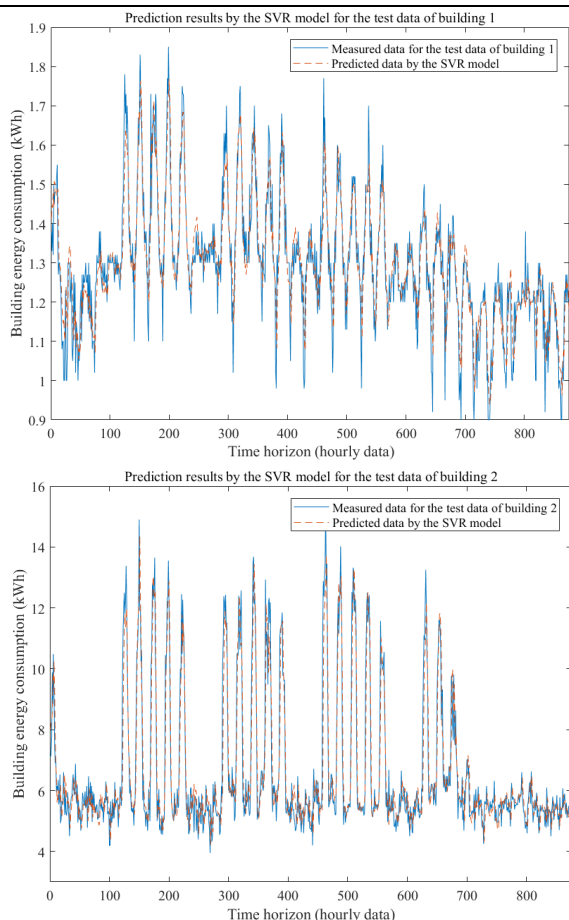 Prediction results by the SVR model for the test data of building 1
1.9
Measured data for the test data of building 1
Predicted data by the SVR model
1.8
1.7
1.6
1.5
1.4
1.3
1.2
1.1
1
0.9
Building energy consumption (kWh)
0 100 200 300 400 500 600 700 800
Time horizon (hourly data)
Prediction results by the SVR model for the test data of building 2
16
Measured data for the test data of building 2
Predicted data by the SVR model
14
12
10
8
6
4
Building energy consumption (kWh)
0 100 200 300 400 500 600 700 800
Time horizon (hourly data)